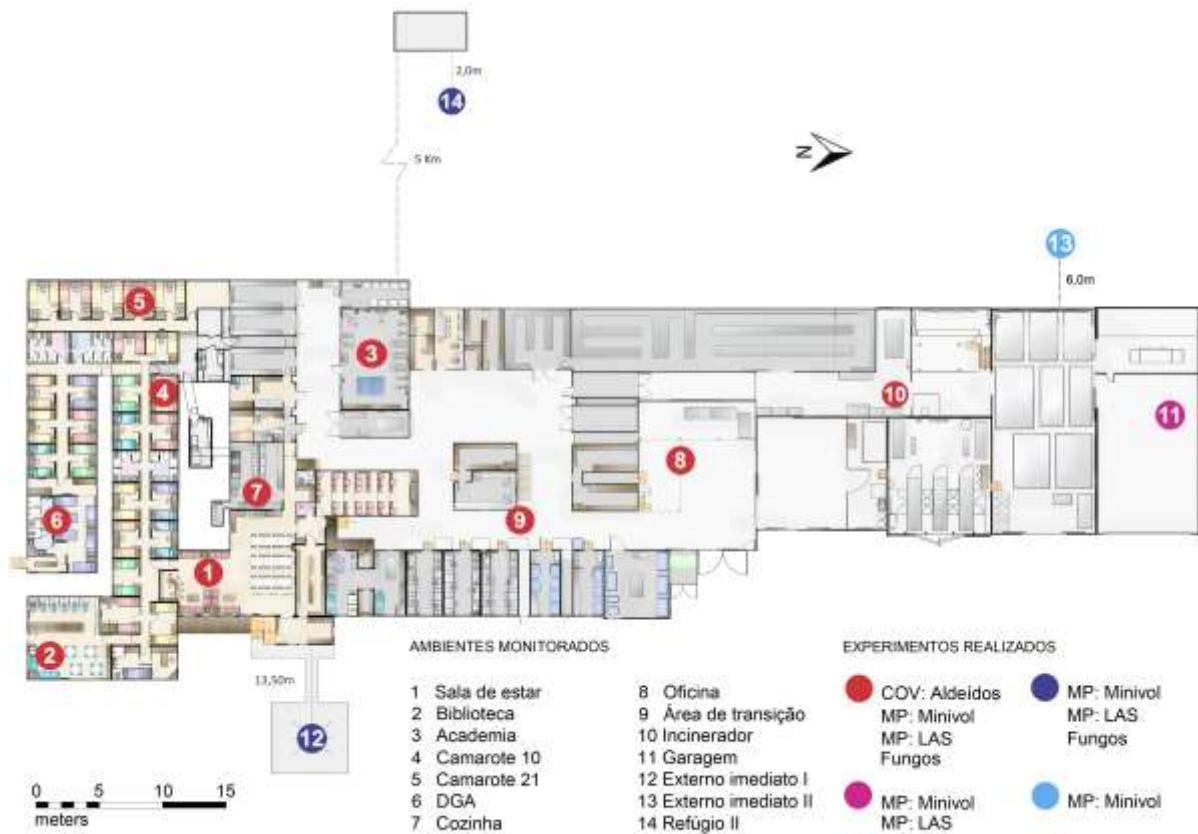 2,0m
14
5 Km
N
13
6,0m
5
3
4
11
10
8
7
6
9
1
2
13,50m
12
0 5 10 15
meters
AMBIENTES MONITORADOS
1 Sala de estar
2 Biblioteca
3 Academia
4 Camarote 10
5 Camarote 21
6 DGA
7 Cozinha
8 Oficina
9 Área de transição
10 Incinerador
11 Garagem
12 Externo imediato I
13 Externo imediato II
14 Refúgio II
EXPERIMENTOS REALIZADOS
COV: Aldeídos
MP: Minivol
MP: LAS
Fungos
MP: Minivol
MP: LAS
Fungos
MP: Minivol
MP: LAS
MP: Minivol